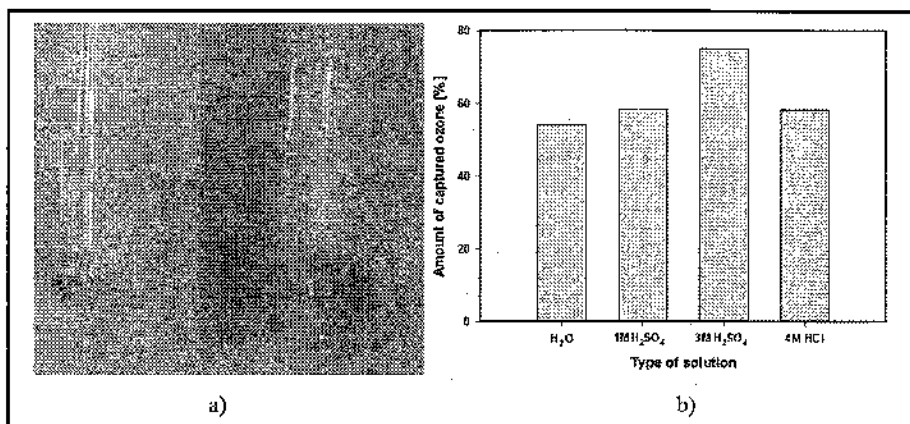 80
60
40
20
0
Amount of captured ozone [%]
H₂O 1M H₂SO₄ 3M H₂SO₄ 4M HCl
Type of solution
a) b)